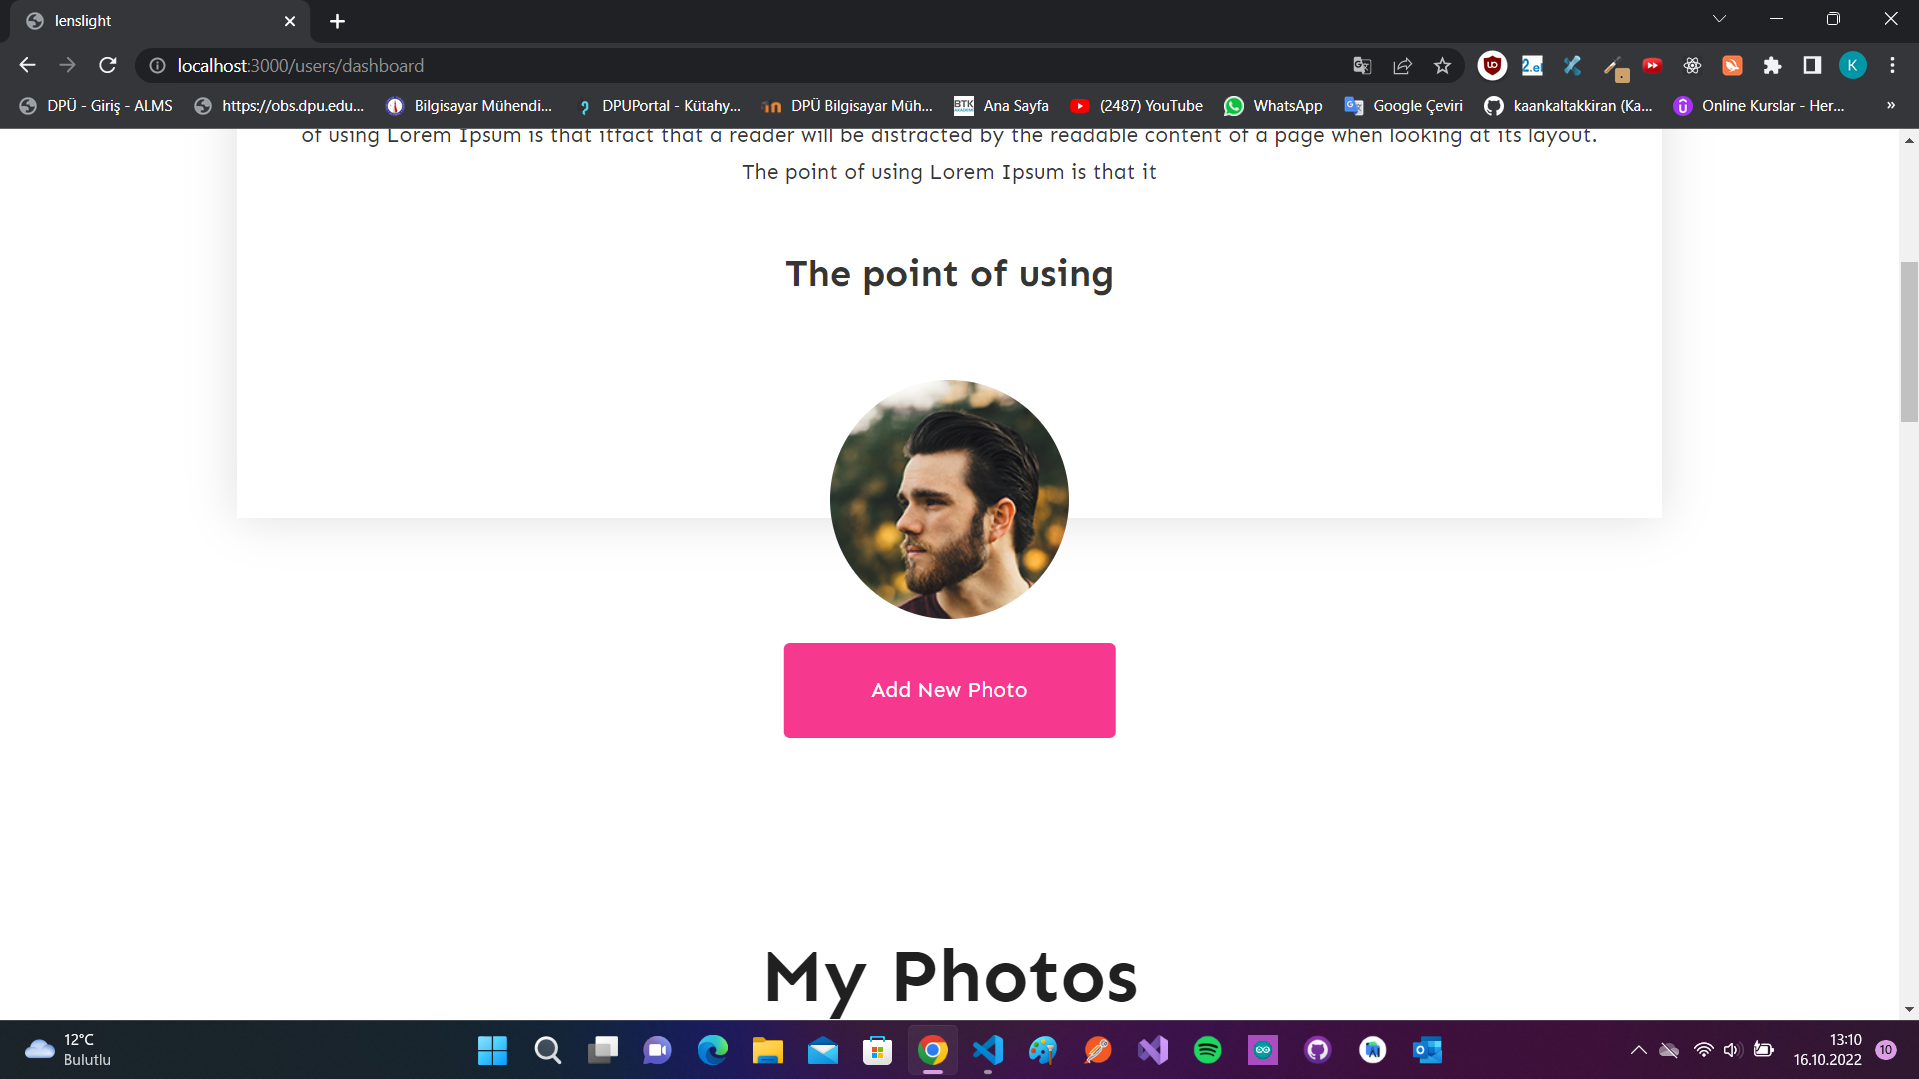 lenslight
localhost:3000/users/dashboard
K
DPÜ - Giriş - ALMS
https://obs.dpu.edu...
Bilgisayar Mühendi...
DPUPortal - Kütahy...
DPÜ Bilgisayar Müh...
BTK
Ana Sayfa
(2487) YouTube
WhatsApp
Google Çeviri
kaankaltakkiran (Ka...
Online Kurslar - Her...
»
of using Lorem Ipsum is that itfact that a reader will be distracted by the readable content of a page when looking at its layout.
The point of using Lorem Ipsum is that it
The point of using
Add New Photo
My Photos
12°C
Bulutlu
13:10
16.10.2022
10